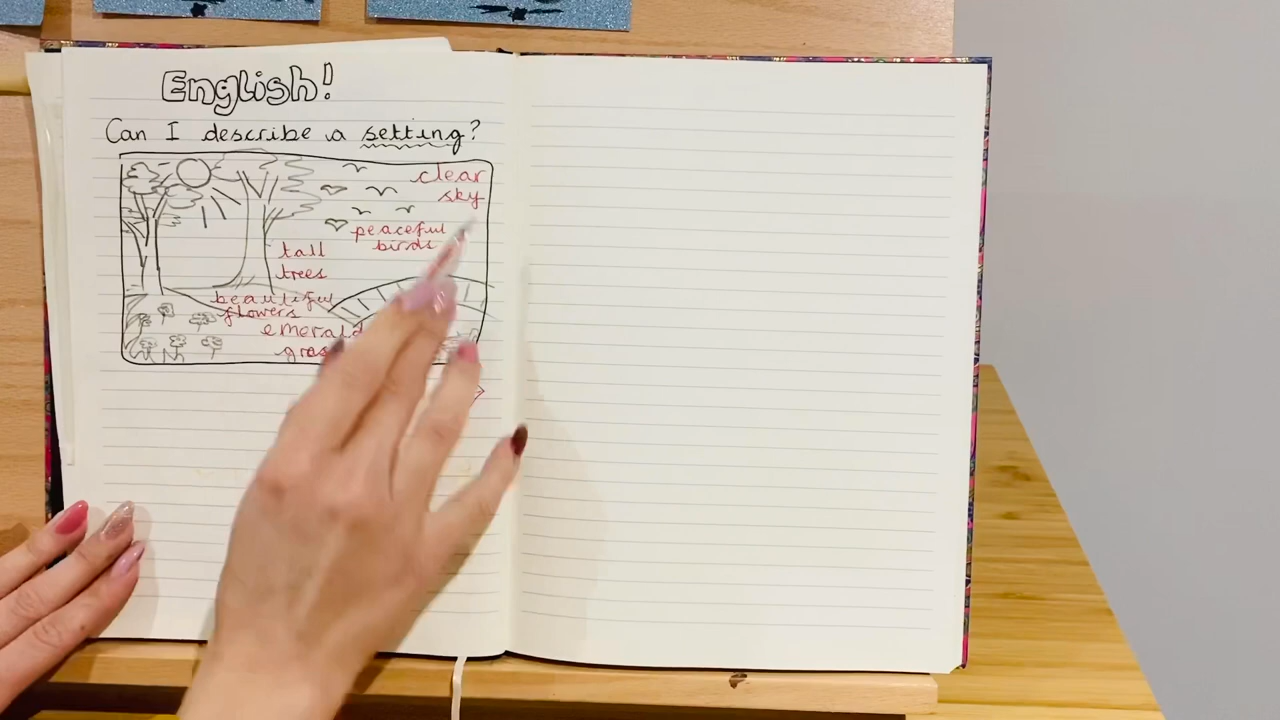 English!
Can I describe a setting?
clear
sky
peaceful
birds
tall
trees
beautiful
flowers
emerald